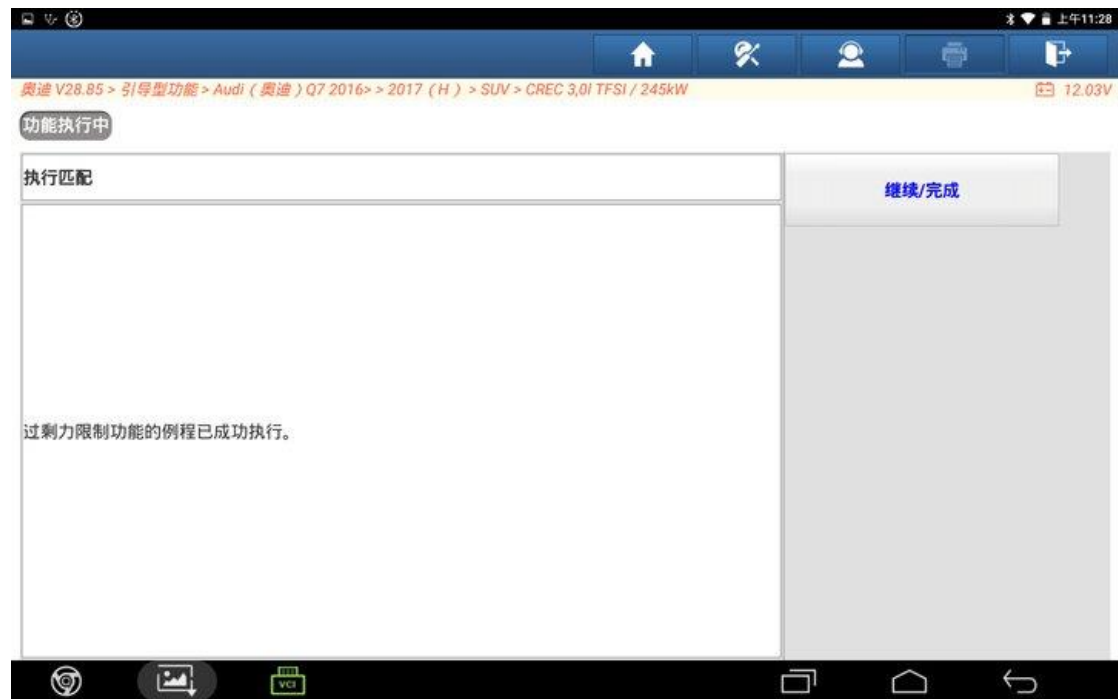 上午11:28
奥迪 V28.85 > 引导型功能 > Audi ( 奥迪 ) Q7 2016> > 2017 ( H ) > SUV > CREC 3,0l TFSI / 245kW
12.03V
功能执行中
执行匹配
继续/完成
过剩力限制功能的例程已成功执行。
VCI